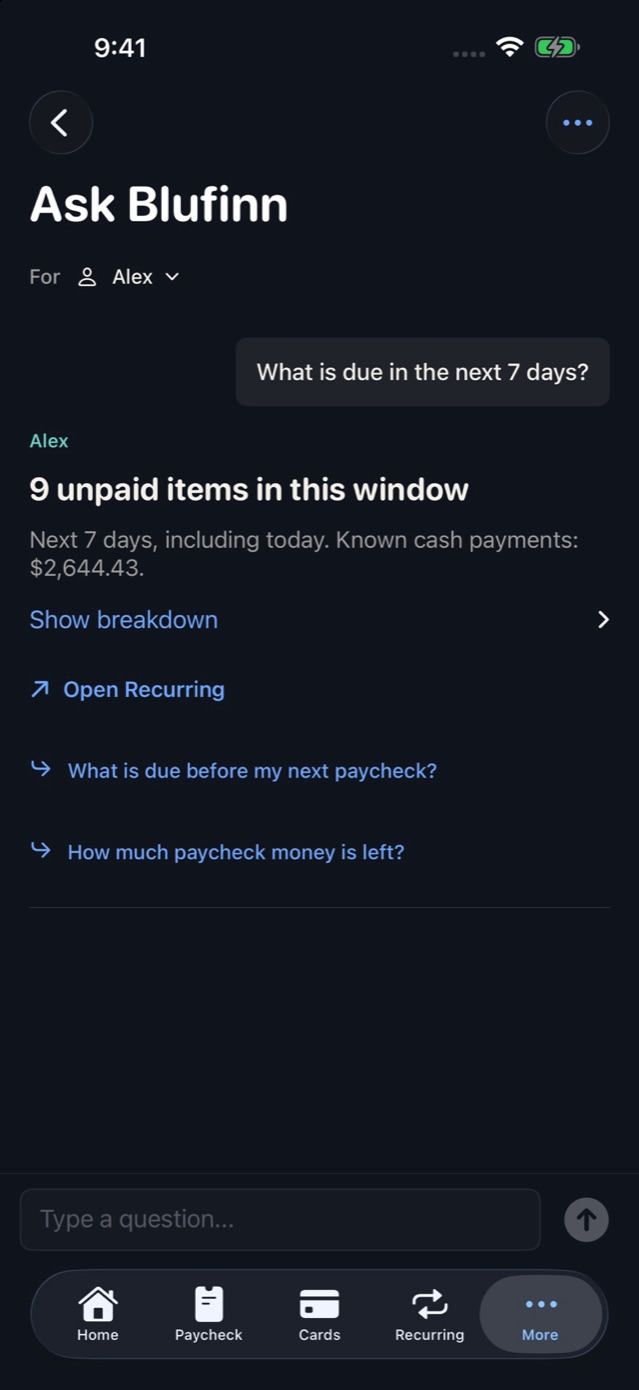 9:41
Ask Blufinn
For Alex
What is due in the next 7 days?
Alex
9 unpaid items in this window
Next 7 days, including today. Known cash payments:
$2,644.43.
Show breakdown
Open Recurring
What is due before my next paycheck?
How much paycheck money is left?
Type a question...
Home Paycheck Cards Recurring More